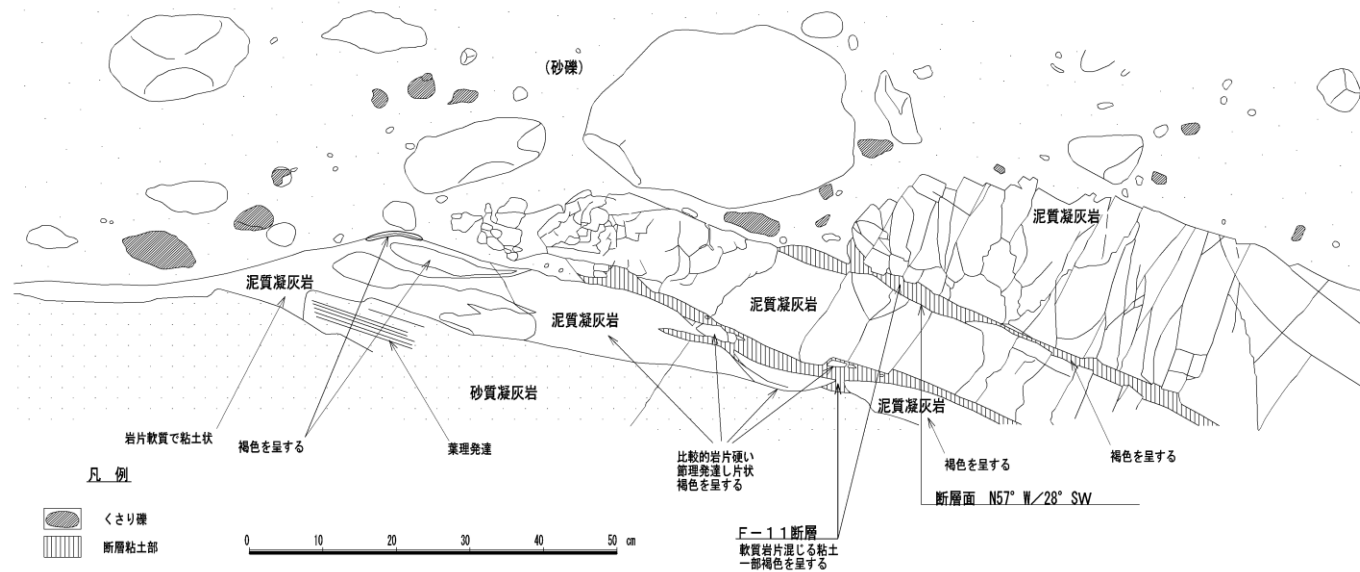 (砂礫)
泥質凝灰岩
泥質凝灰岩
泥質凝灰岩
泥質凝灰岩
砂質凝灰岩
泥質凝灰岩
岩片軟質で粘土状
褐色を呈する
葉理発達
比較的岩片硬い
節理発達し片状
褐色を呈する
褐色を呈する
褐色を呈する
断層面 N57°W/28°SW
F-11断層
軟質岩片混じる粘土
一部褐色を呈する
凡 例
くさり礫
断層粘土部
0 10 20 30 40 50 cm